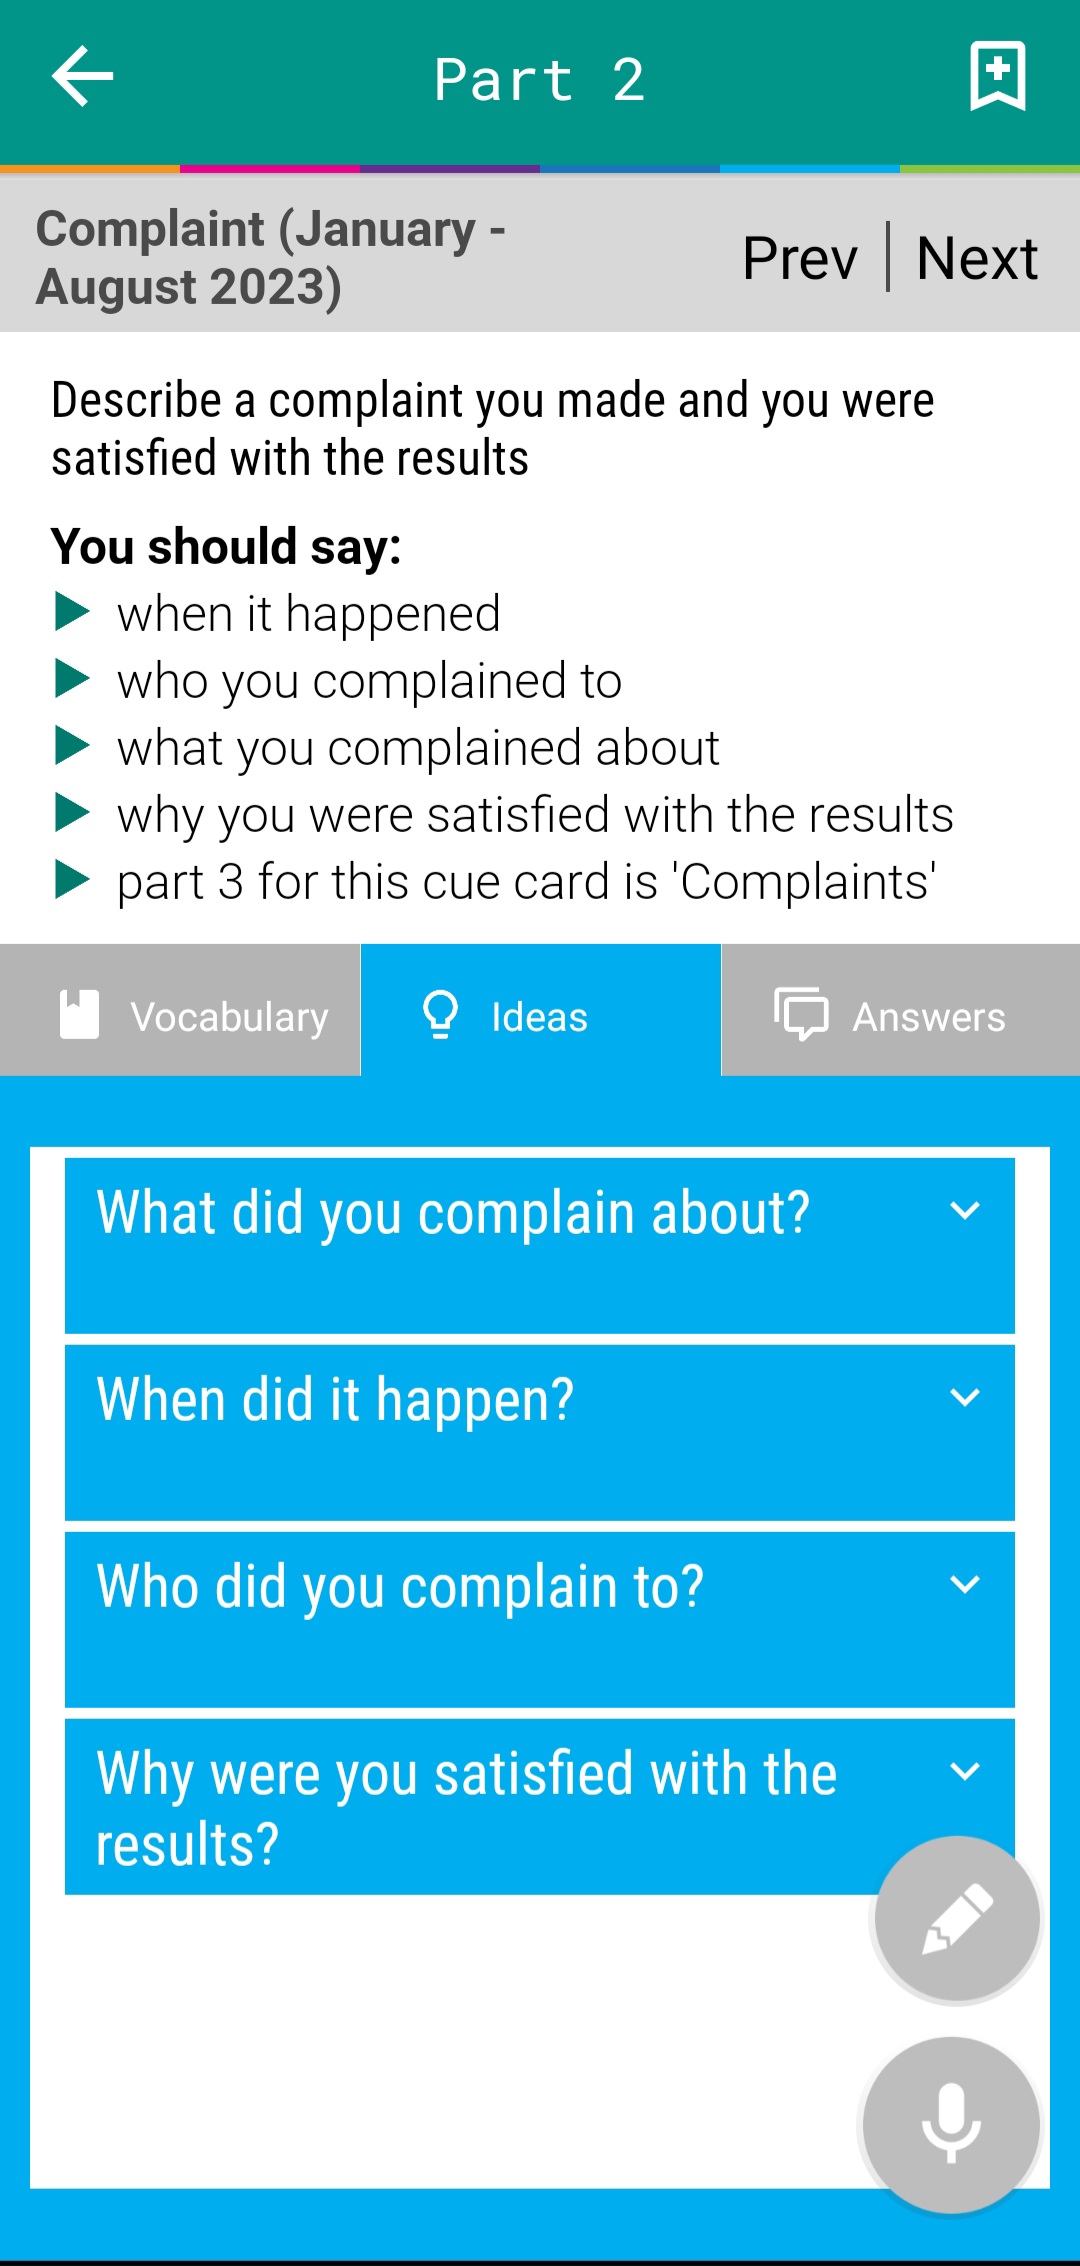 Part 2
Complaint (January -
August 2023)
Prev | Next
Describe a complaint you made and you were
satisfied with the results
You should say:
when it happened
who you complained to
what you complained about
why you were satisfied with the results
part 3 for this cue card is 'Complaints'
Vocabulary
Ideas
Answers
What did you complain about?
When did it happen?
Who did you complain to?
Why were you satisfied with the
results?